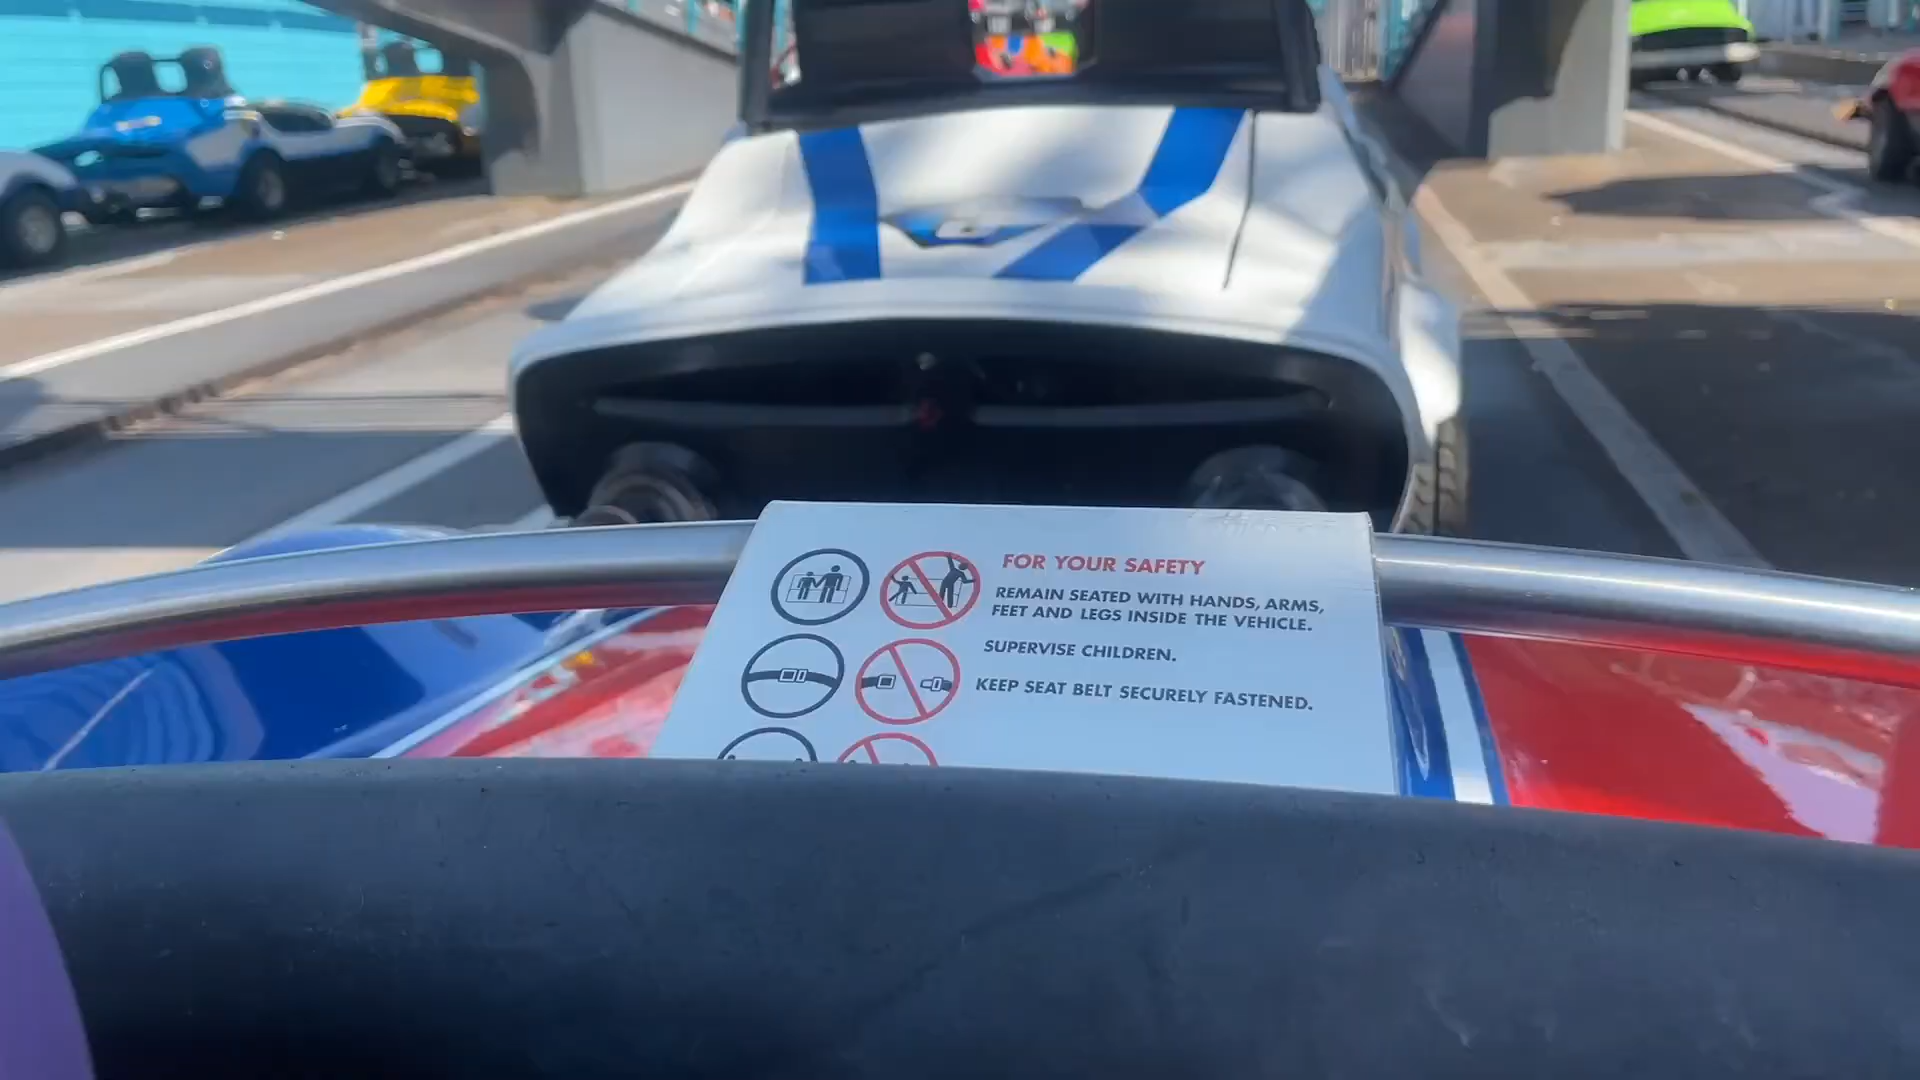 FOR YOUR SAFETY
REMAIN SEATED WITH HANDS, ARMS,
FEET AND LEGS INSIDE THE VEHICLE.
SUPERVISE CHILDREN.
KEEP SEAT BELT SECURELY FASTENED.